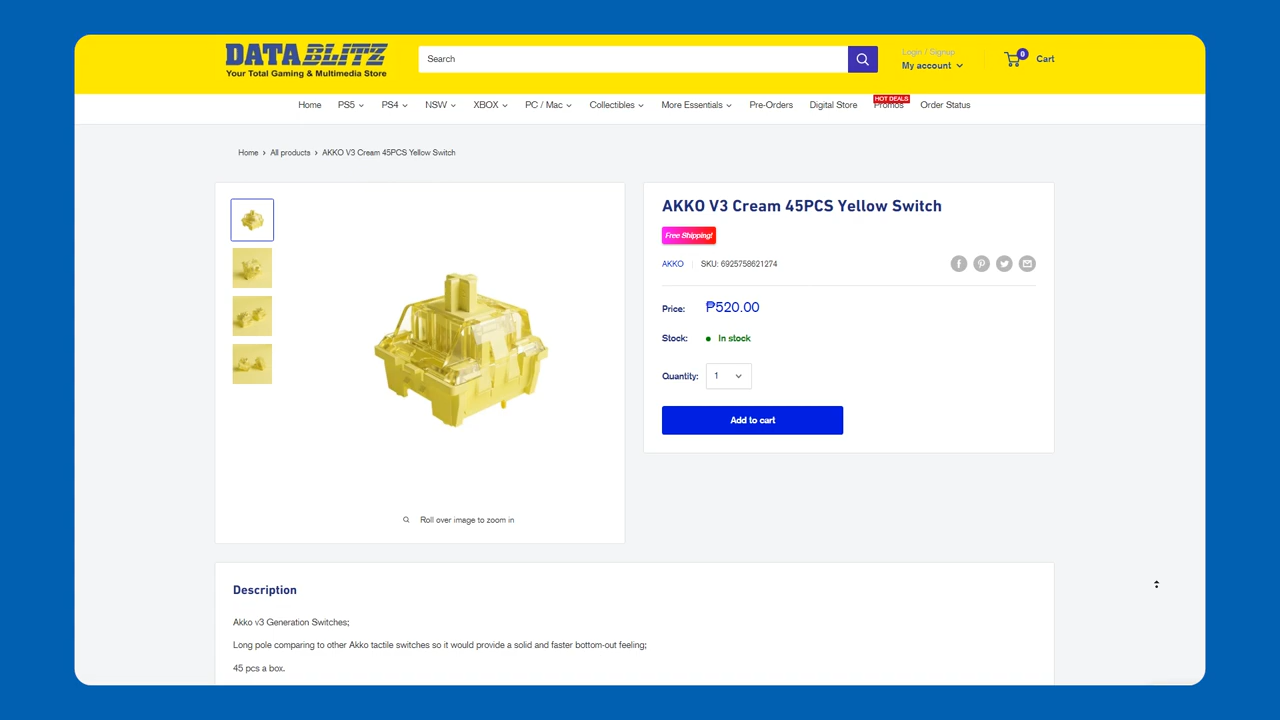 DATA BLITZ
Your Total Gaming & Multimedia Store
Search
Login / Signup
My account
0
Cart
Home
PS5
PS4
NSW
XBOX
PC / Mac
Collectibles
More Essentials
Pre-Orders
Digital Store
HOT DEALS
Promos
Order Status
Home › All products › AKKO V3 Cream 45PCS Yellow Switch
AKKO V3 Cream 45PCS Yellow Switch
Free Shipping!
AKKO
SKU: 6925758621274
Price: ₱520.00
Stock: In stock
Quantity: 1
Add to cart
Roll over image to zoom in
Description
Akko v3 Generation Switches;
Long pole comparing to other Akko tactile switches so it would provide a solid and faster bottom-out feeling;
45 pcs a box.